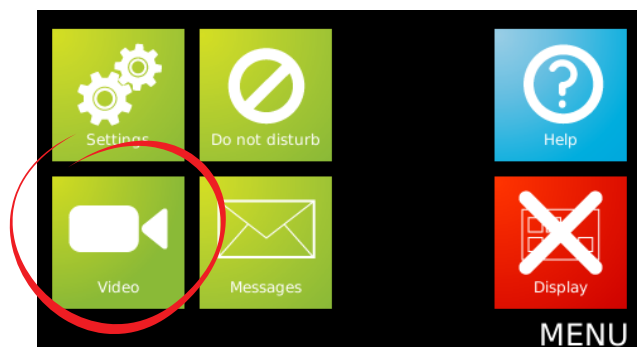 Settings
Do not disturb
Help
Video
Messages
Display
MENU